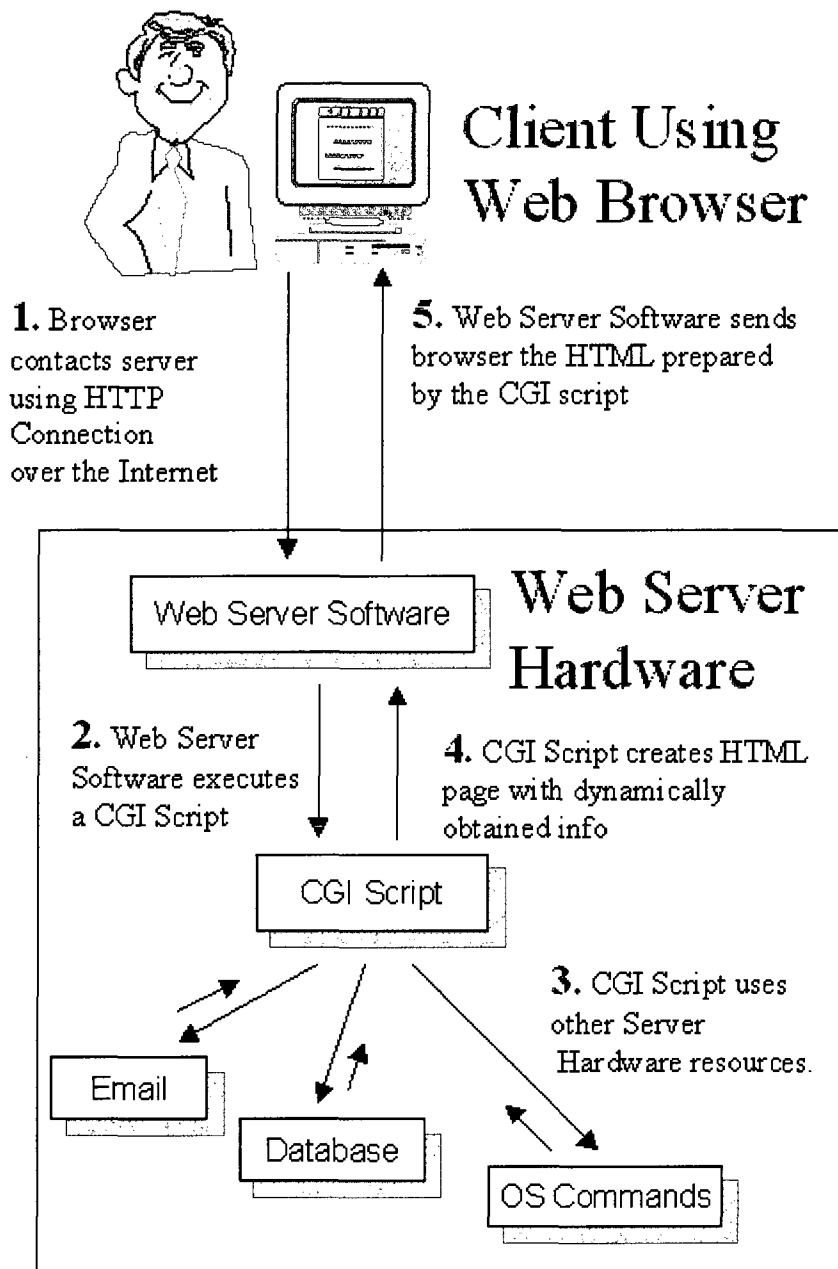 Client Using
Web Browser
1. Browser
contacts server
using HTTP
Connection
over the Internet
5. Web Server Software sends
browser the HTML prepared
by the CGI script
Web Server Software
Web Server
Hardware
2. Web Server
Software executes
a CGI Script
4. CGI Script creates HTML
page with dynamically
obtained info
CGI Script
3. CGI Script uses
other Server
Hardware resources.
Email
Database
OS Commands